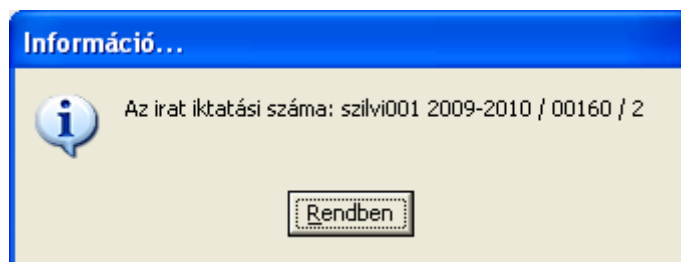 Információ...
Az irat iktatási száma: szilvi001 2009-2010 / 00160 / 2
Rendben